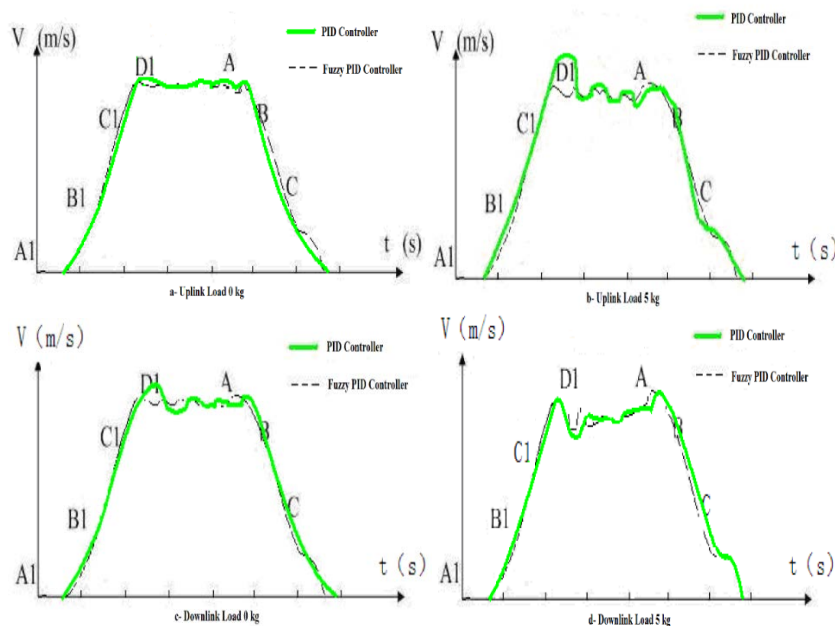 V (m/s)
PID Controller
Fuzzy PID Controller
D1
A
C1
B
B1
C
A1
t (s)
a- Uplink Load 0 kg
V (m/s)
PID Controller
Fuzzy PID Controller
D1
A
C1
B
B1
C
A1
t (s)
b- Uplink Load 5 kg
V (m/s)
PID Controller
Fuzzy PID Controller
D1
A
C1
B
B1
C
A1
t (s)
c- Downlink Load 0 kg
V (m/s)
PID Controller
Fuzzy PID Controller
D1
A
C1
B
B1
C
A1
t (s)
d- Downlink Load 5 kg